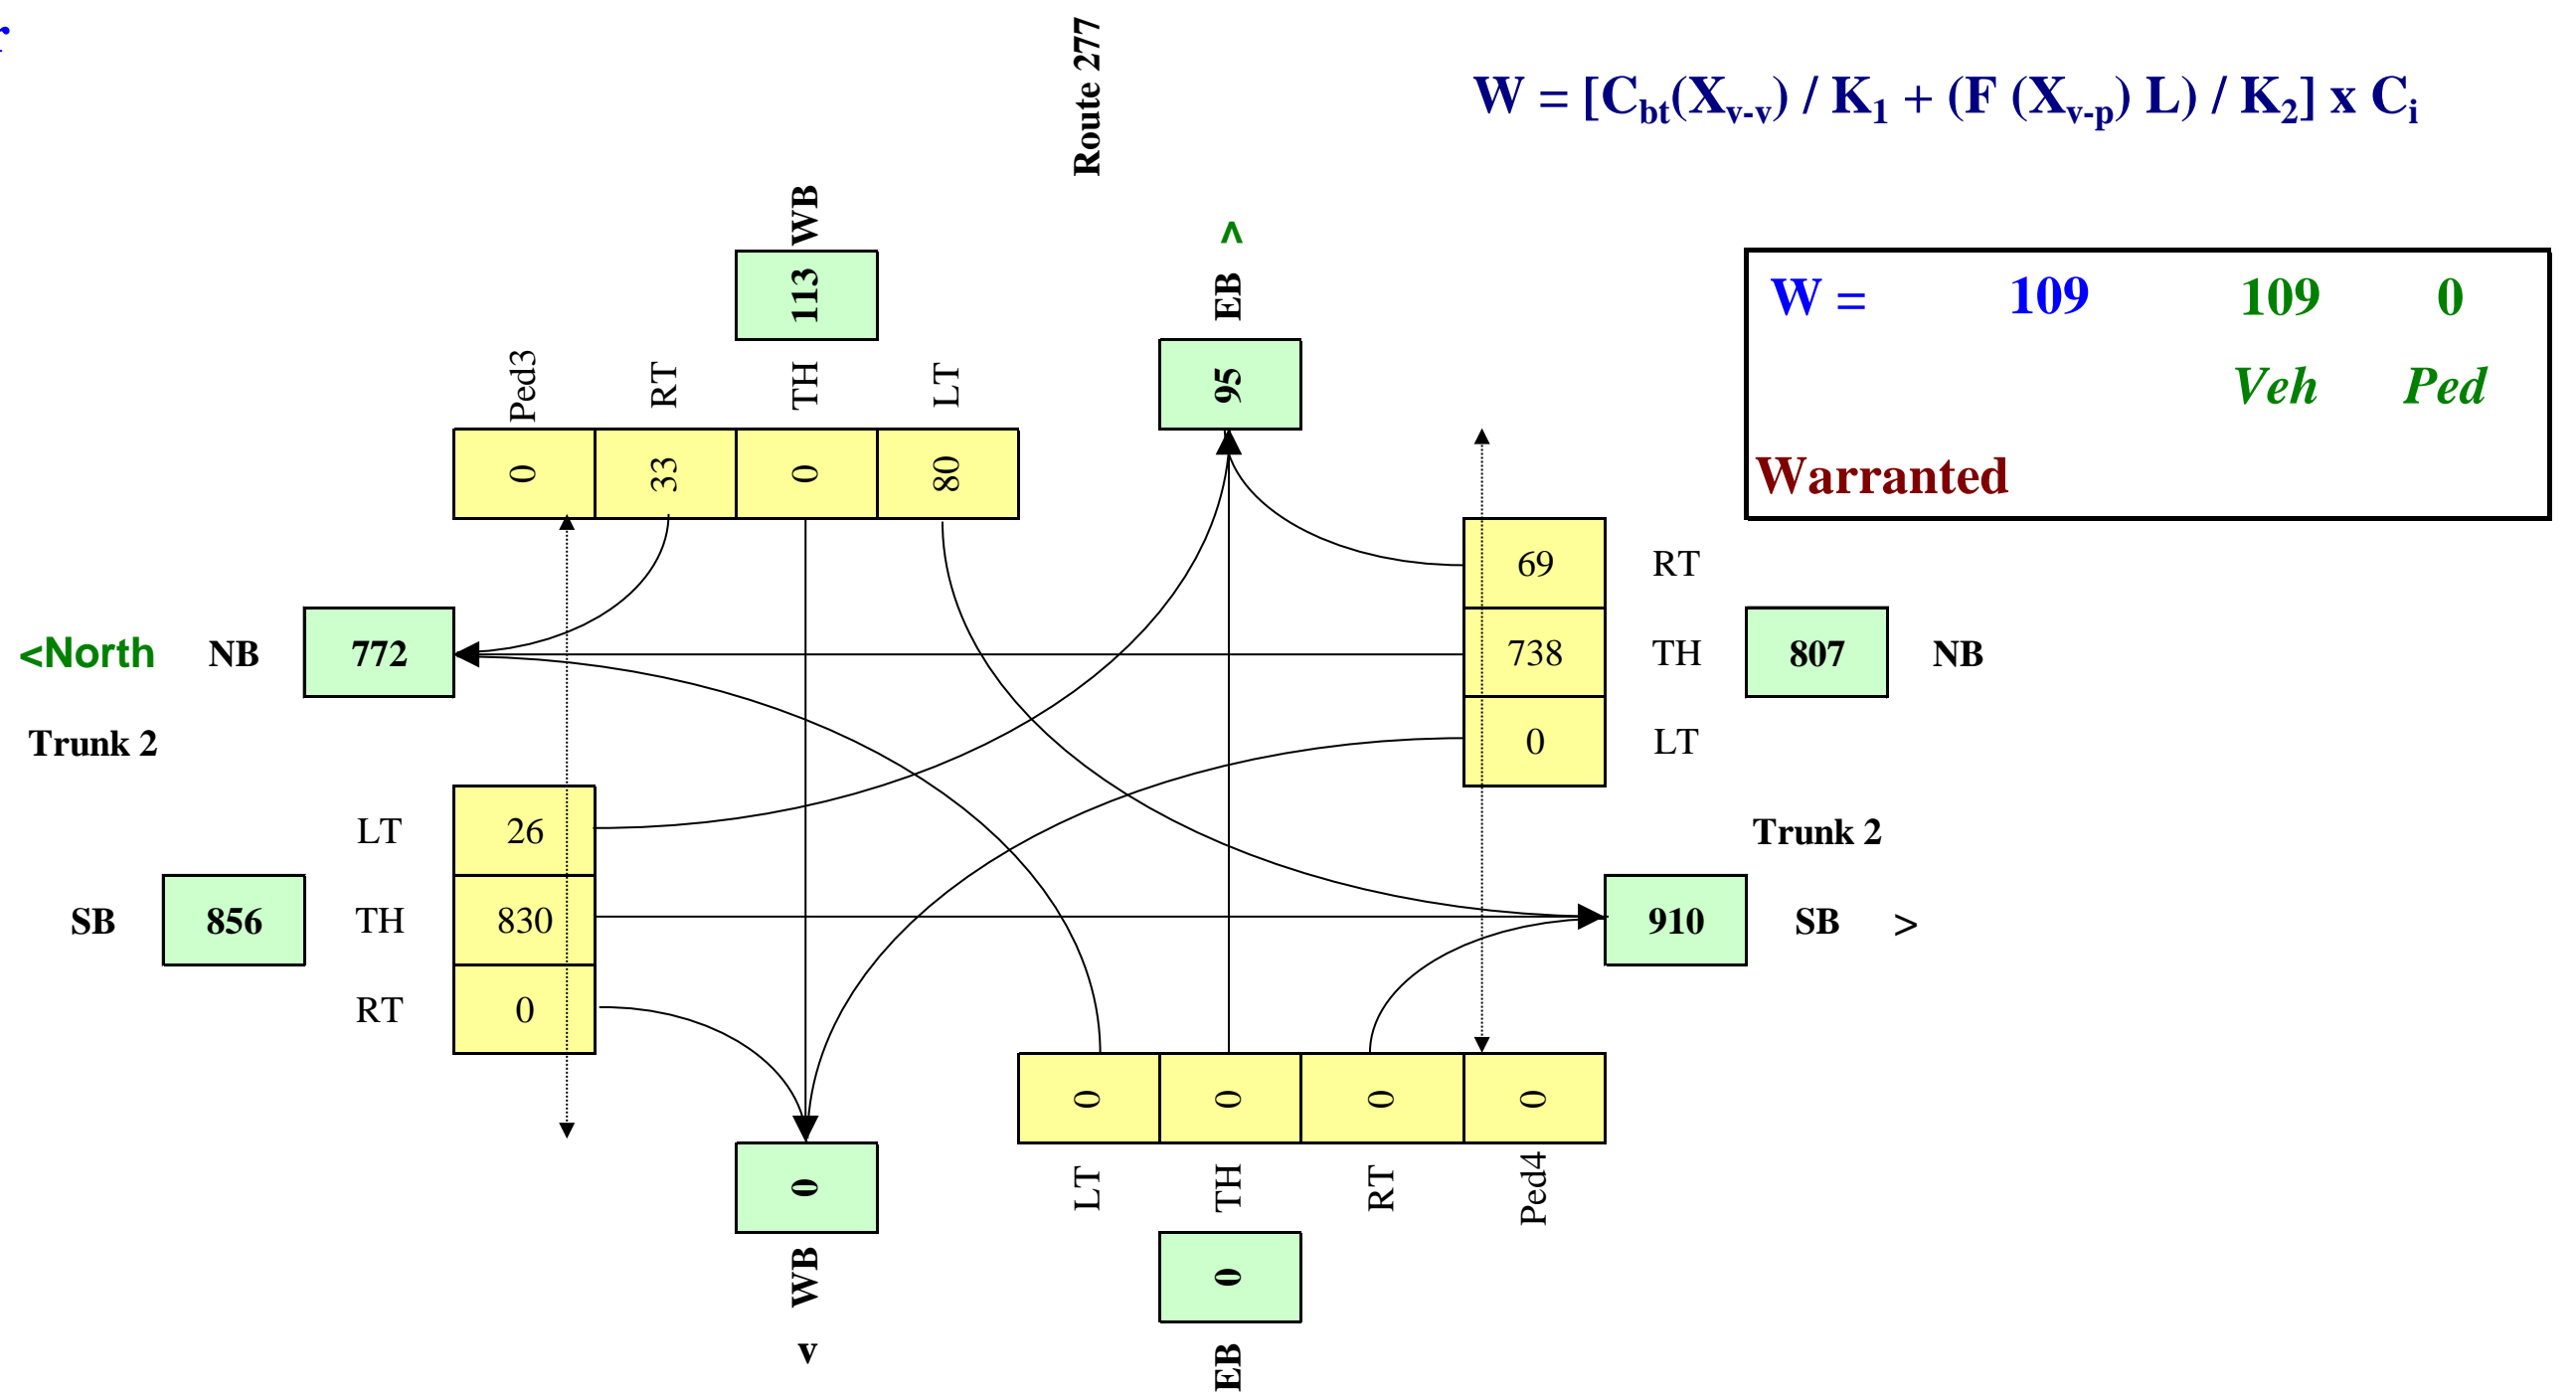 r
Route 277
W = [Cbt(Xv-v) / K1 + (F (Xv-p) L) / K2] x Ci
WB
113
^
EB
95
W = 109 109 0
Veh Ped
Warranted
Ped3 RT TH LT
0 33 0 80
69 RT
<North NB 772
738 TH 807 NB
Trunk 2
0 LT
LT 26
Trunk 2
SB 856 TH 830
910 SB >
RT 0
0 0 0 0
0
LT TH RT Ped4
WB
0
v
EB